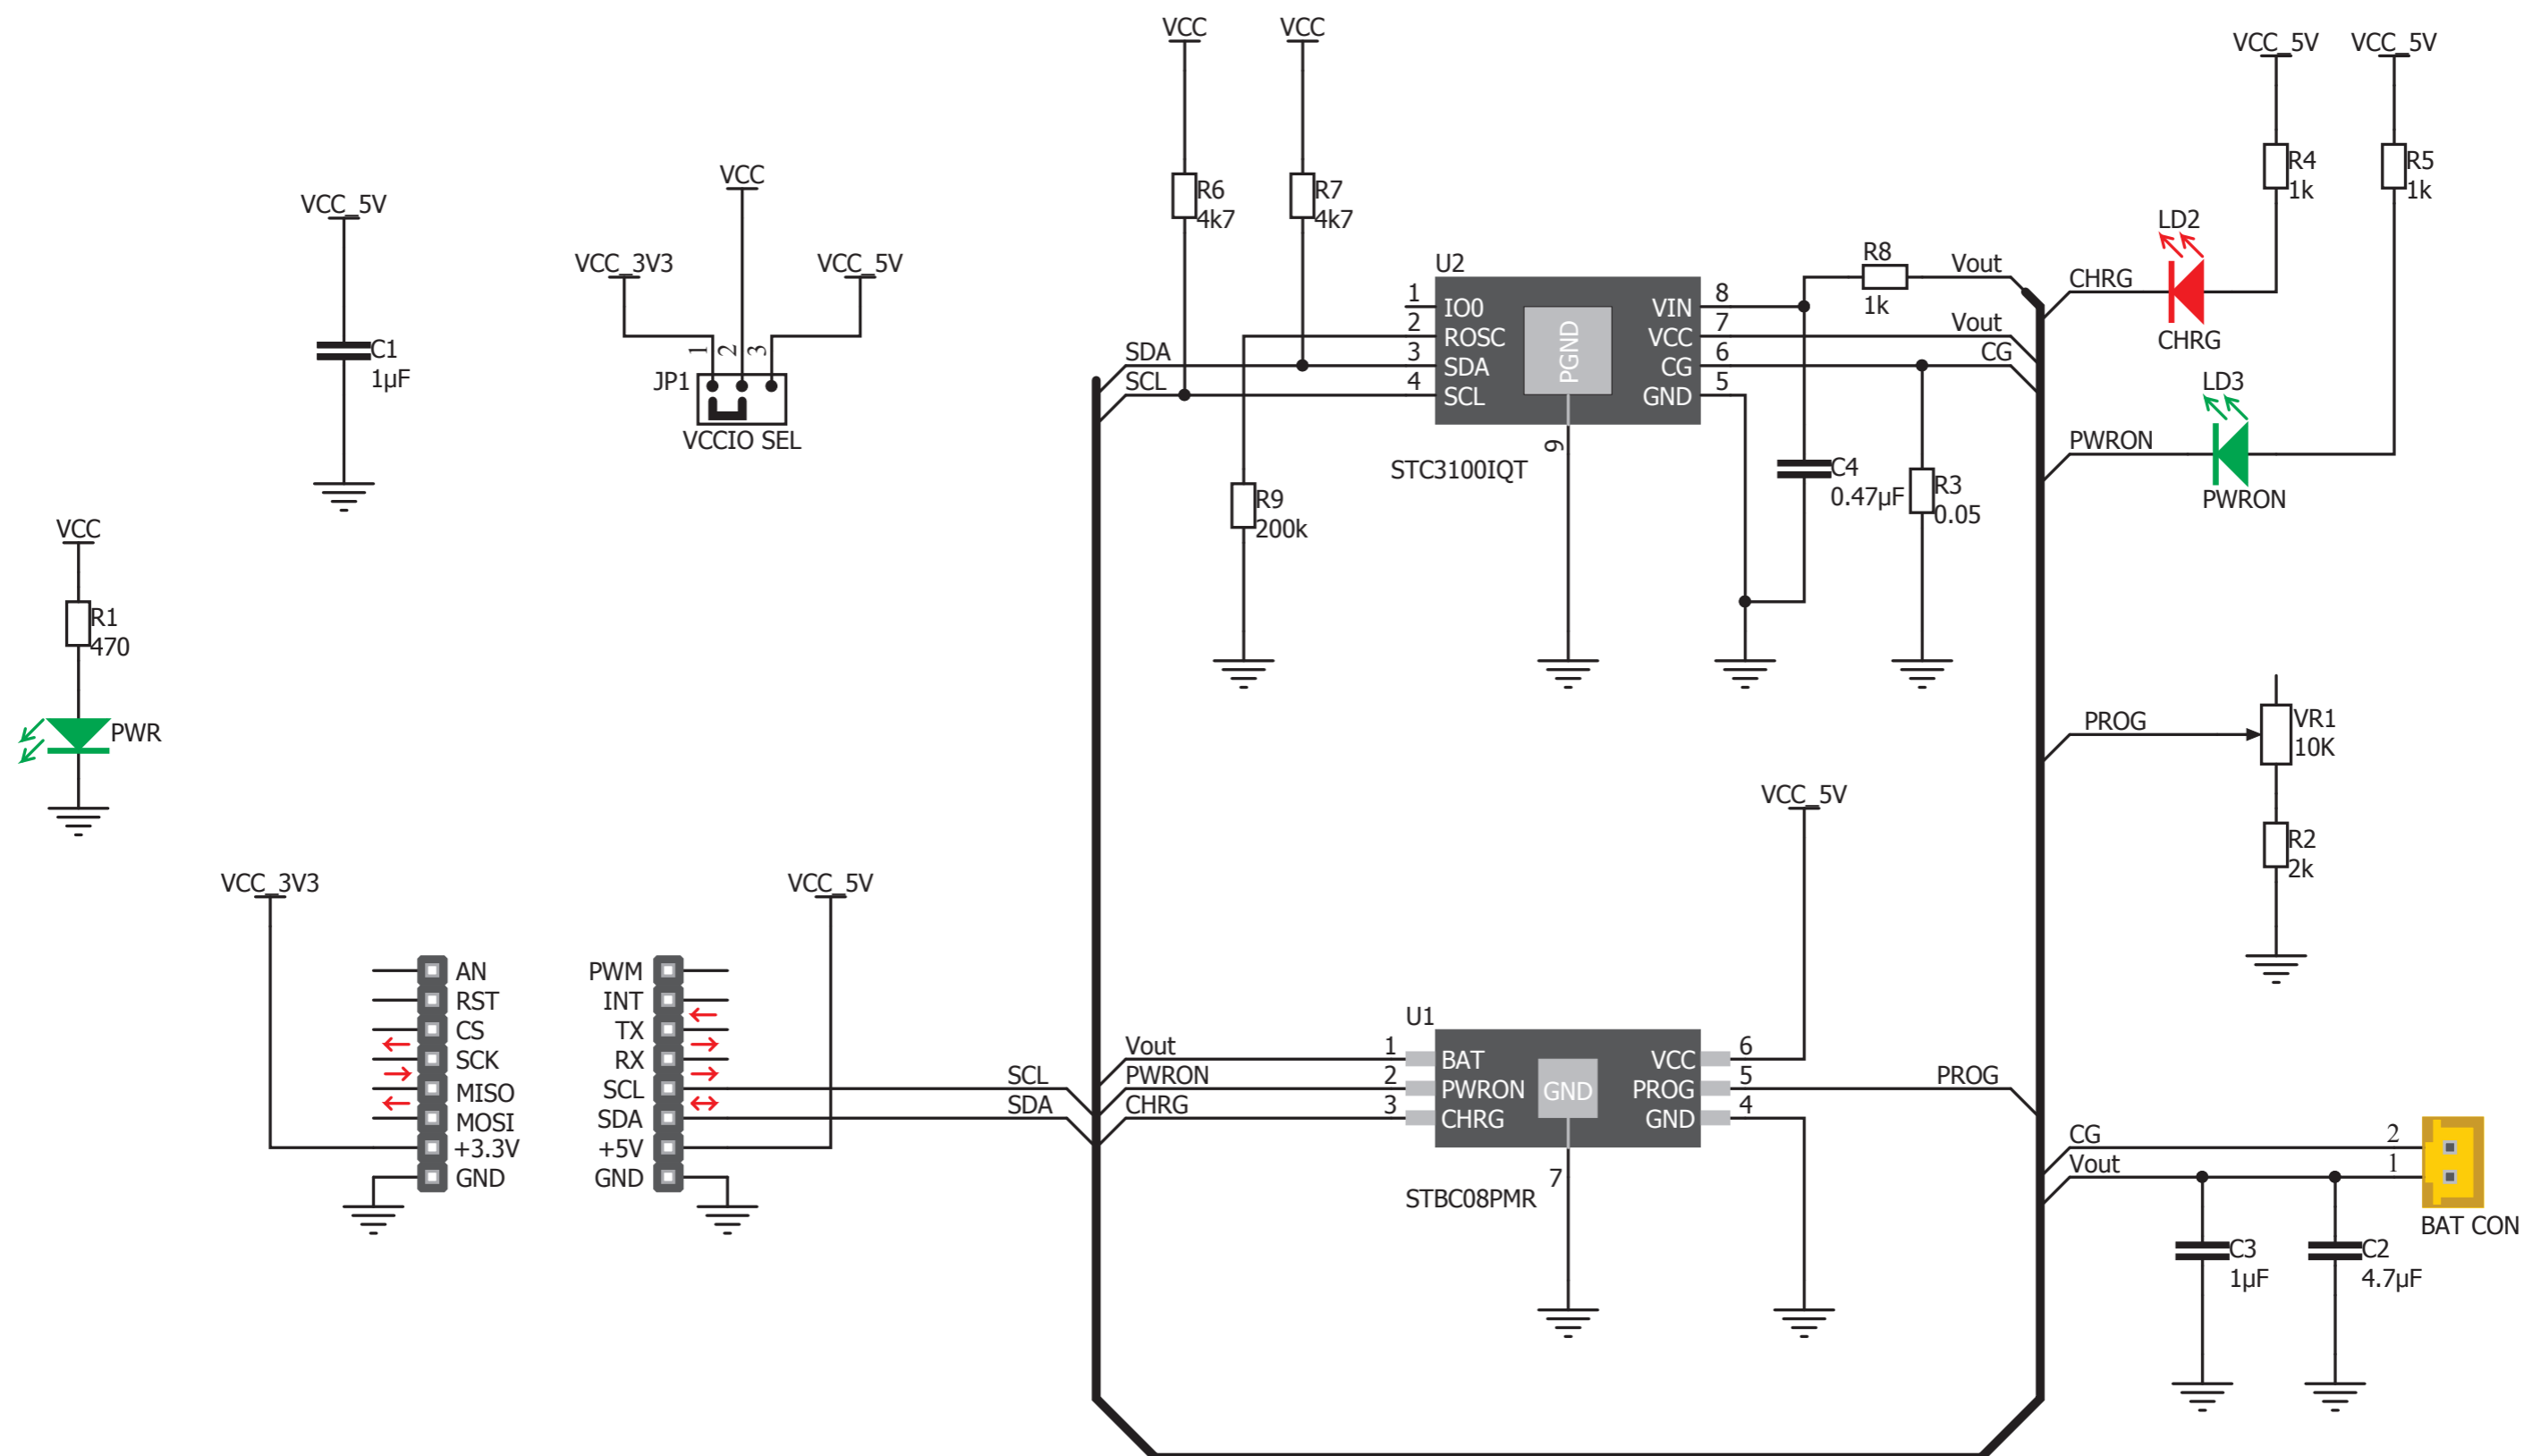 VCC
VCC
VCC_5V
VCC_5V
VCC
VCC_5V
VCC_3V3
VCC_5V
R6
4k7
R7
4k7
R4
1k
R5
1k
LD2
CHRG
CHRG
LD3
PWRON
PWRON
C1
1µF
1
2
3
JP1
VCCIO SEL
U2
1
2
3
4
IO0
ROSC
SDA
SCL
PGND
VIN
VCC
CG
GND
8
7
6
5
9
STC3100IQT
SDA
SCL
R8
1k
Vout
Vout
CG
R9
200k
C4
0.47µF
R3
0.05
VCC
R1
470
PWR
PROG
VR1
10K
R2
2k
VCC_5V
VCC_3V3
VCC_5V
AN
RST
CS
SCK
MISO
MOSI
+3.3V
GND
PWM
INT
TX
RX
SCL
SDA
+5V
GND
SCL
SDA
Vout
PWRON
CHRG
U1
1
2
3
BAT
PWRON
CHRG
GND
VCC
PROG
GND
6
5
4
7
STBC08PMR
PROG
CG
Vout
2
1
BAT CON
C3
1µF
C2
4.7µF